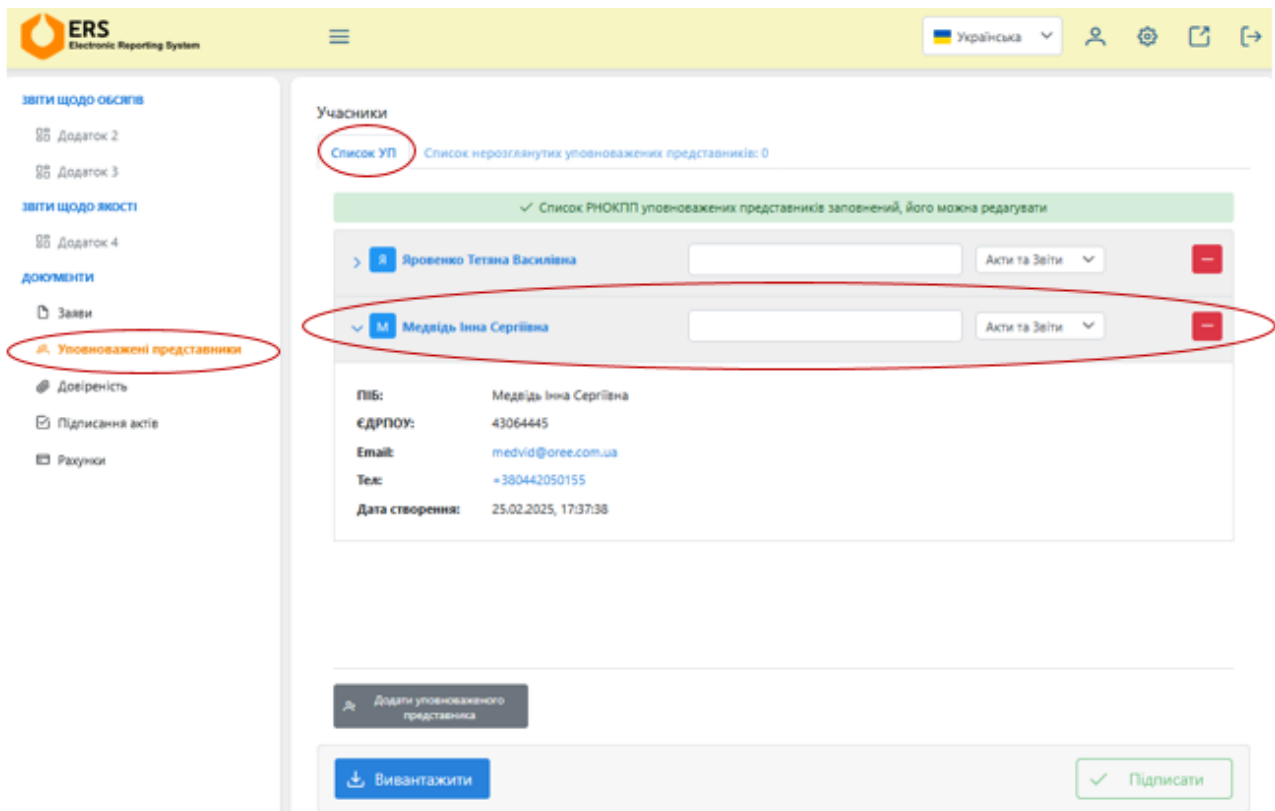 ERS
Electronic Reporting System
Українська
ЗВІТИ ЩОДО ОБСЯГІВ
Додаток 2
Додаток 3
ЗВІТИ ЩОДО ЯКОСТІ
Додаток 4
ДОКУМЕНТИ
Заяви
Уповноважені представники
Довіреність
Підписання актів
Рахунки
Учасники
Список УП
Список нерозглянутих уповноважених представників: 0
Список РНОКПП уповноважених представників заповнений, його можна редагувати
Я Яровенко Тетяна Василівна Акти та Звіти
М Медвідь Інна Сергіївна Акти та Звіти
ПІБ: Медвідь Інна Сергіївна
ЄДРПОУ: 43064445
Email: medvid@oree.com.ua
Тел: +380442050155
Дата створення: 25.02.2025, 17:37:38
Додати уповноваженого
представника
Вивантажити
Підписати